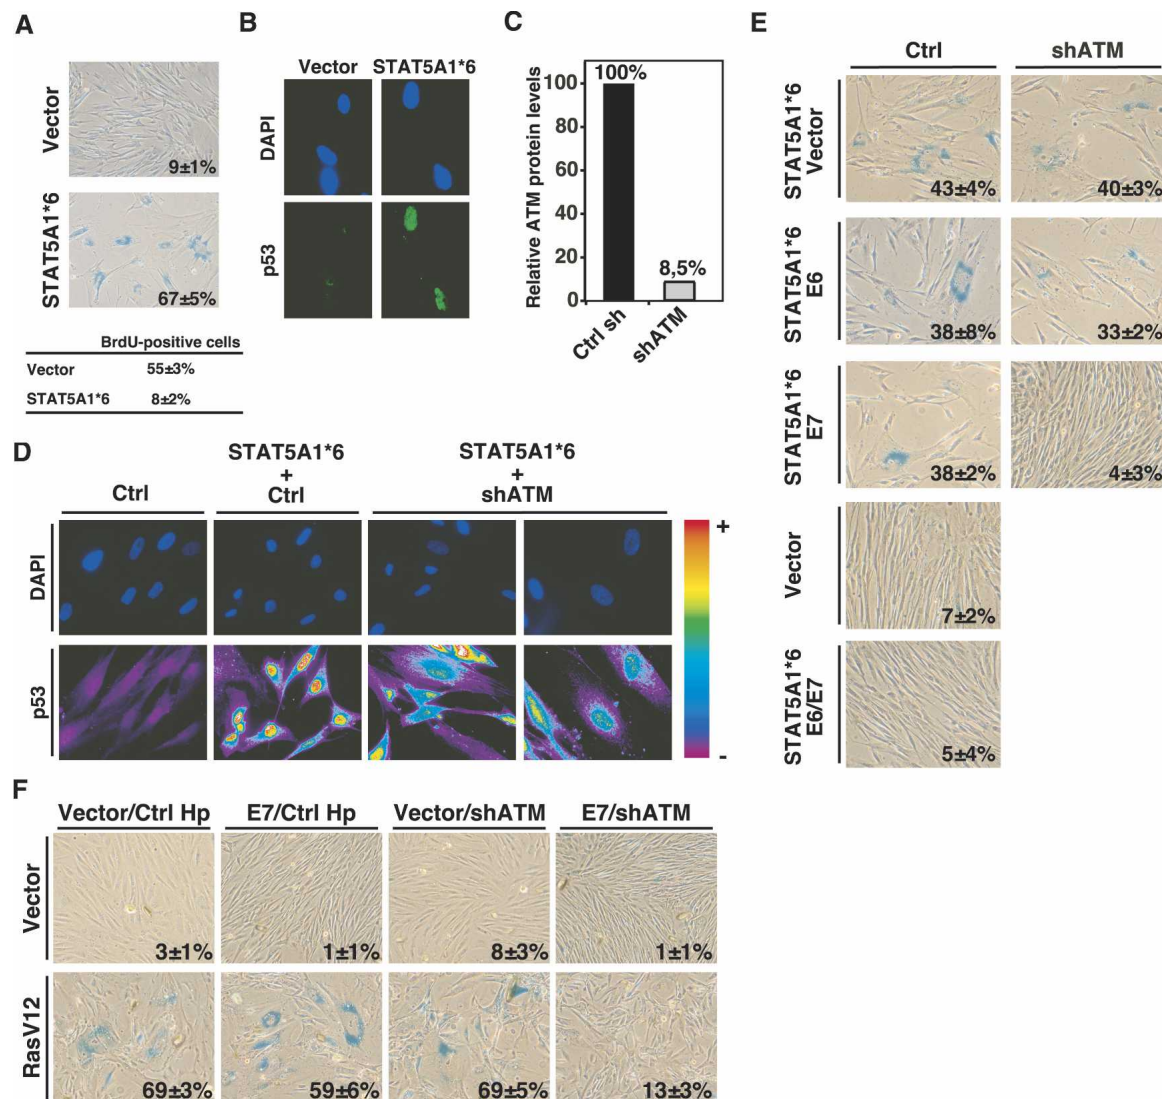 A
Vector
9±1%
STAT5A1*6
67±5%
BrdU-positive cells
Vector 55±3%
STAT5A1*6 8±2%
B
Vector STAT5A1*6
DAPI
p53
C
Relative ATM protein levels
100
80
60
40
20
0
100%
8,5%
Ctrl sh
shATM
D
Ctrl
STAT5A1*6
+
Ctrl
STAT5A1*6
+
shATM
DAPI
p53
+
-
E
Ctrl shATM
STAT5A1*6
Vector
43±4% 40±3%
STAT5A1*6
E6
38±8% 33±2%
STAT5A1*6
E7
38±2% 4±3%
Vector
7±2%
STAT5A1*6
E6/E7
5±4%
F
Vector/Ctrl Hp E7/Ctrl Hp Vector/shATM E7/shATM
Vector
3±1% 1±1% 8±3% 1±1%
RasV12
69±3% 59±6% 69±5% 13±3%